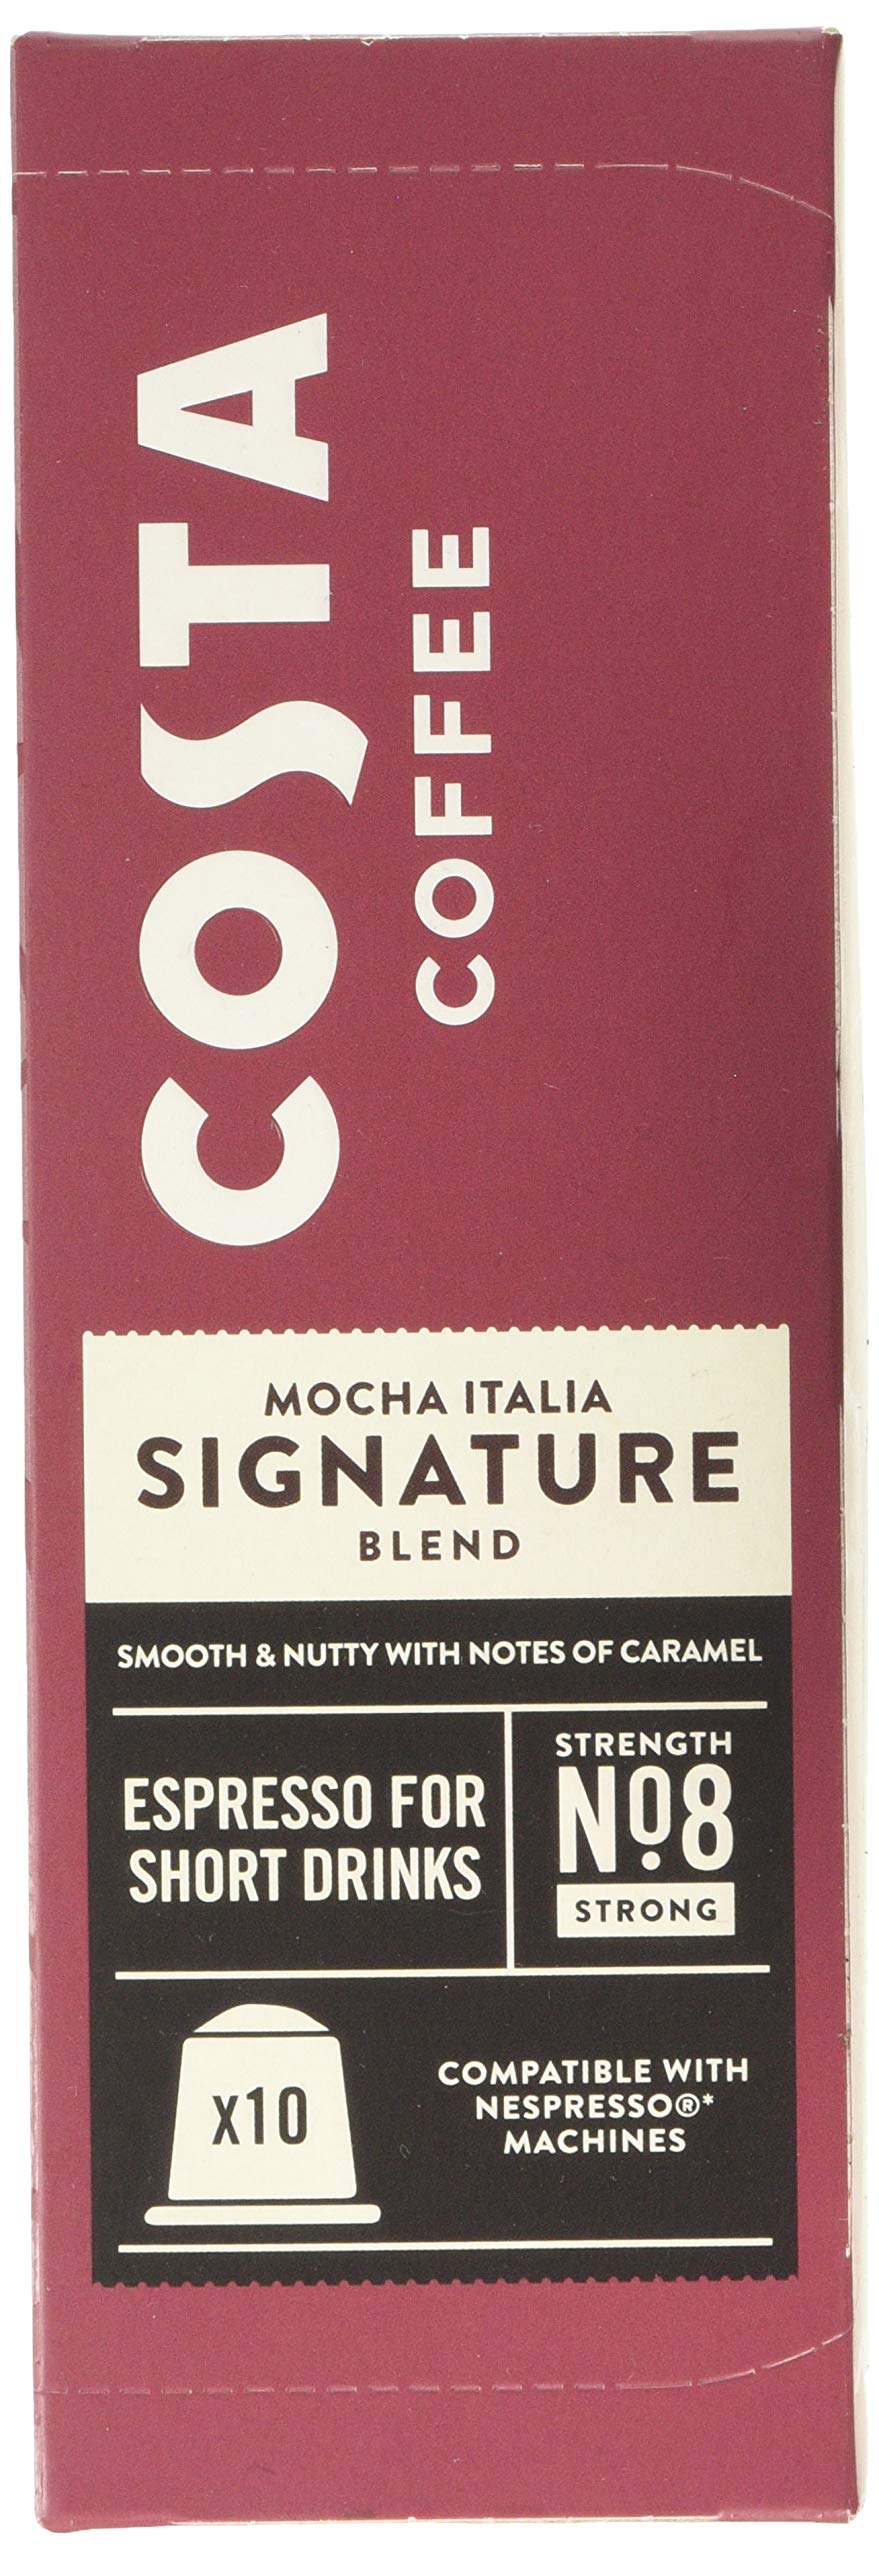 COSTA
COFFEE
MOCHA ITALIA
SIGNATURE
BLEND
SMOOTH & NUTTY WITH NOTES OF CARAMEL
ESPRESSO FOR
SHORT DRINKS
STRENGTH
Nº8
STRONG
X10
COMPATIBLE WITH
NESPRESSO®*
MACHINES